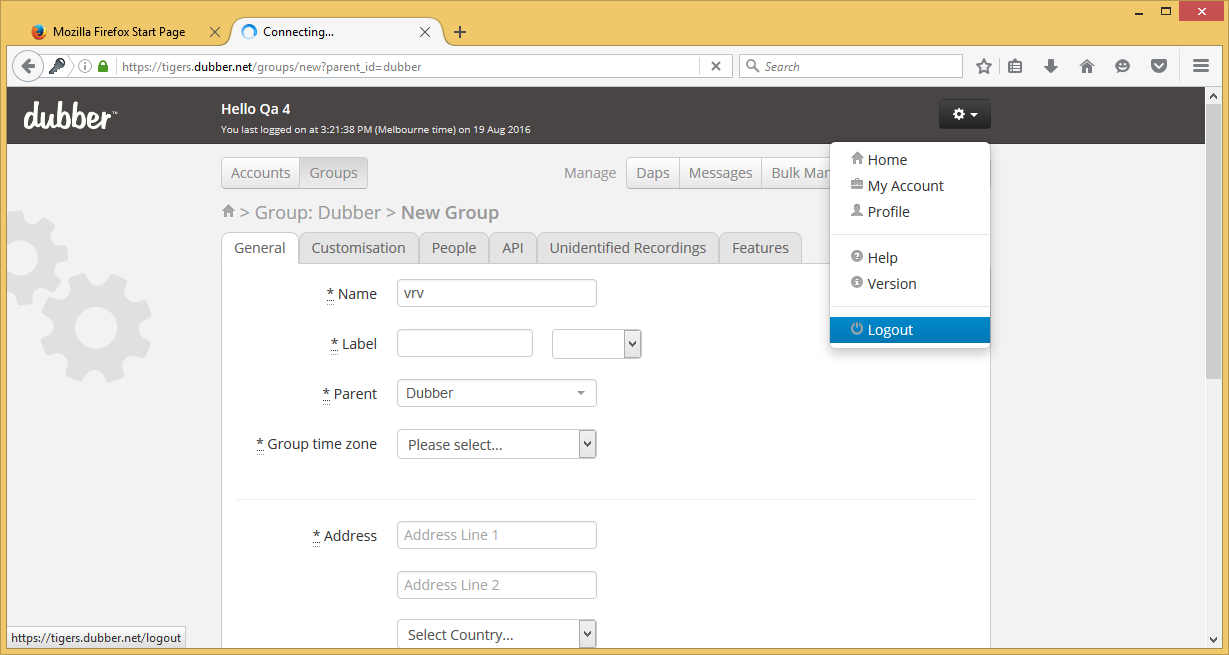 Mozilla Firefox Start Page
Connecting...
https://tigers.dubber.net/groups/new?parent_id=dubber
Search
dubber™
Hello Qa 4
You last logged on at 3:21:38 PM (Melbourne time) on 19 Aug 2016
Accounts Groups
Manage Daps Messages Bulk Man
Home
My Account
Profile
Help
Version
Logout
> Group: Dubber > New Group
General Customisation People API Unidentified Recordings Features
* Name vrv
* Label
* Parent Dubber
* Group time zone Please select...
* Address Address Line 1
Address Line 2
Select Country...
https://tigers.dubber.net/logout